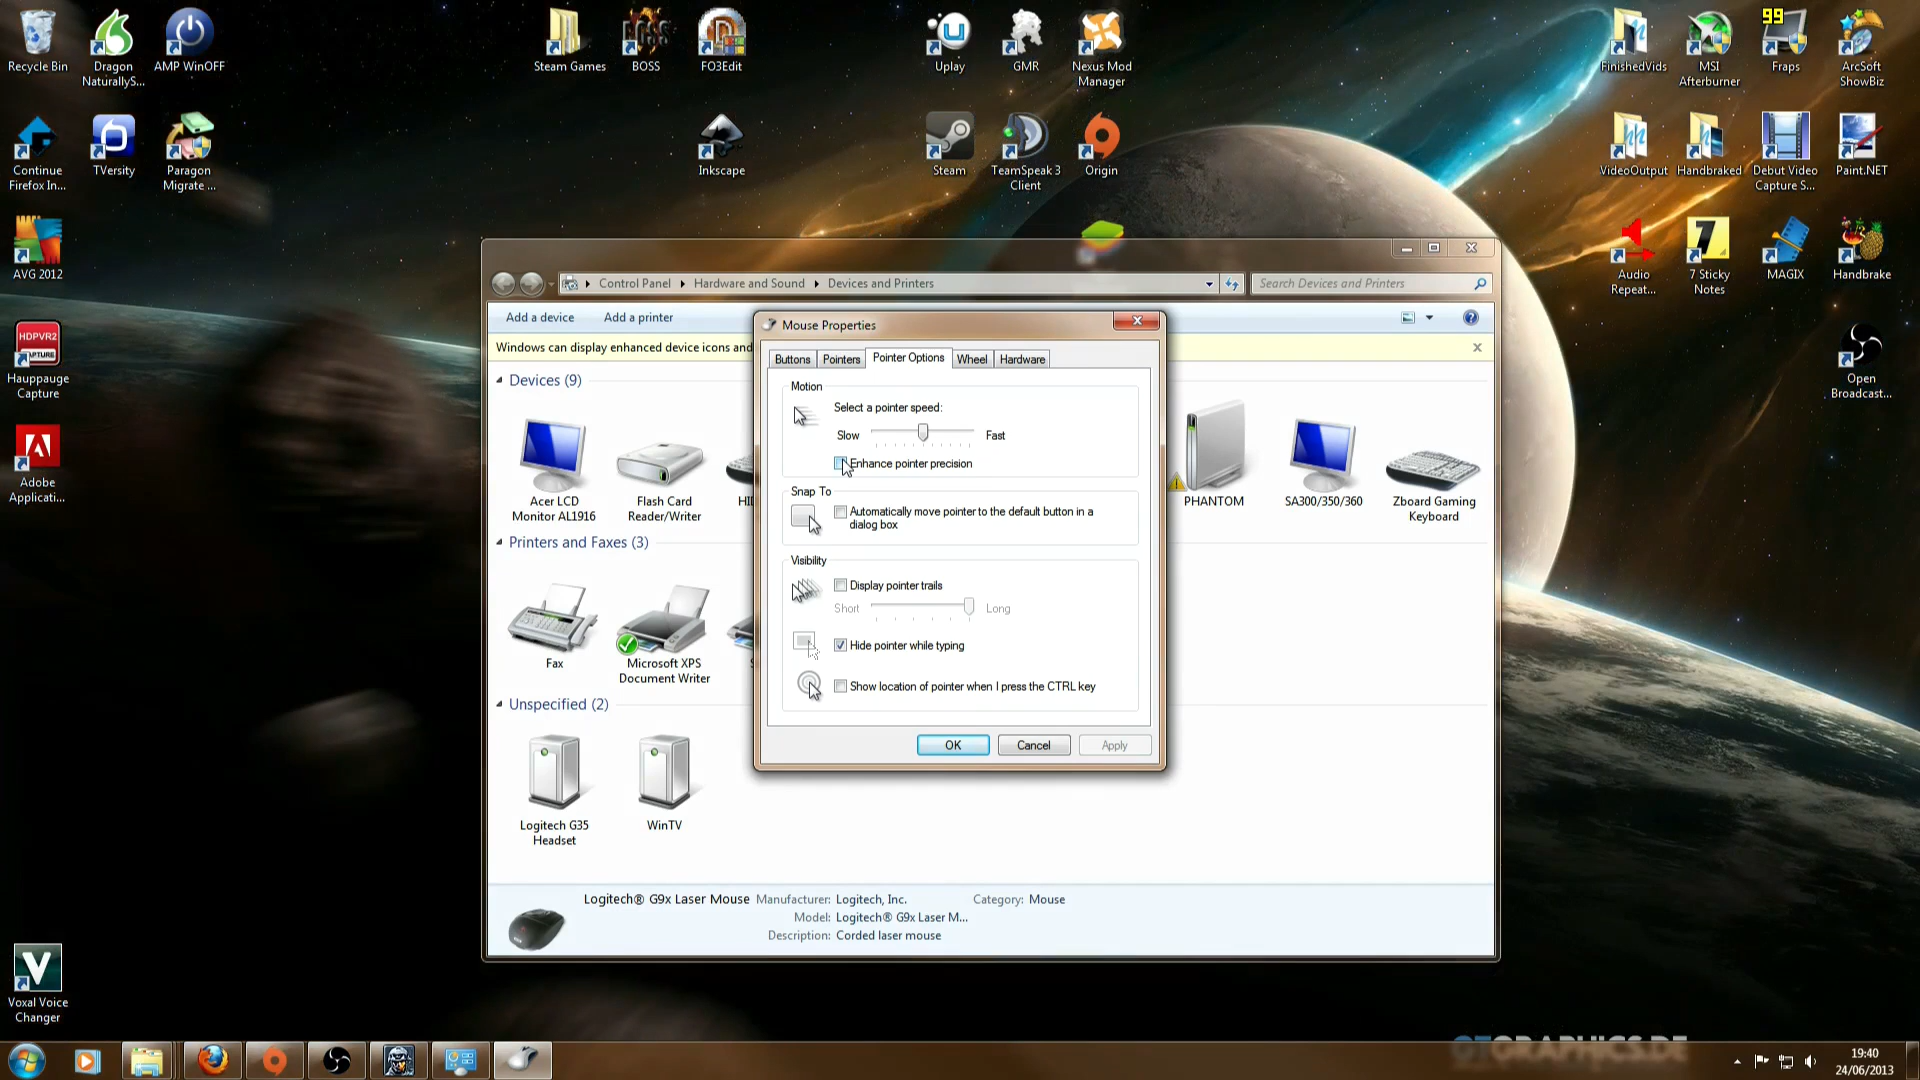 Recycle Bin
Dragon
NaturallyS...
AMP WinOFF
Steam Games
BOSS
FO3Edit
Uplay
GMR
Nexus Mod
Manager
FinishedVids
MSI
Afterburner
99
Fraps
ArcSoft
ShowBiz
Continue
Firefox In...
TVersity
Paragon
Migrate ...
Inkscape
Steam
TeamSpeak 3
Client
Origin
VideoOutput
Handbraked
Debut Video
Capture S...
Paint.NET
AVG 2012
Audio
Repeat...
7
7 Sticky
Notes
MAGIX
Handbrake
HDPVR2
Hauppauge
Capture
Open
Broadcast...
Adobe
Applicati...
Voxal Voice
Changer
Control Panel
Hardware and Sound
Devices and Printers
Search Devices and Printers
Add a device
Add a printer
Windows can display enhanced device icons and
Devices (9)
Acer LCD
Monitor AL1916
Flash Card
Reader/Writer
HI
PHANTOM
SA300/350/360
Zboard Gaming
Keyboard
Printers and Faxes (3)
Fax
Microsoft XPS
Document Writer
Unspecified (2)
Logitech G35
Headset
WinTV
Logitech® G9x Laser Mouse
Manufacturer: Logitech, Inc.
Category: Mouse
Model: Logitech® G9x Laser M...
Description: Corded laser mouse
Mouse Properties
Buttons
Pointers
Pointer Options
Wheel
Hardware
Motion
Select a pointer speed:
Slow
Fast
Enhance pointer precision
Snap To
Automatically move pointer to the default button in a
dialog box
Visibility
Display pointer trails
Short
Long
Hide pointer while typing
Show location of pointer when I press the CTRL key
OK
Cancel
Apply
GTGRAPHICS.DE
19:40
24/06/2013